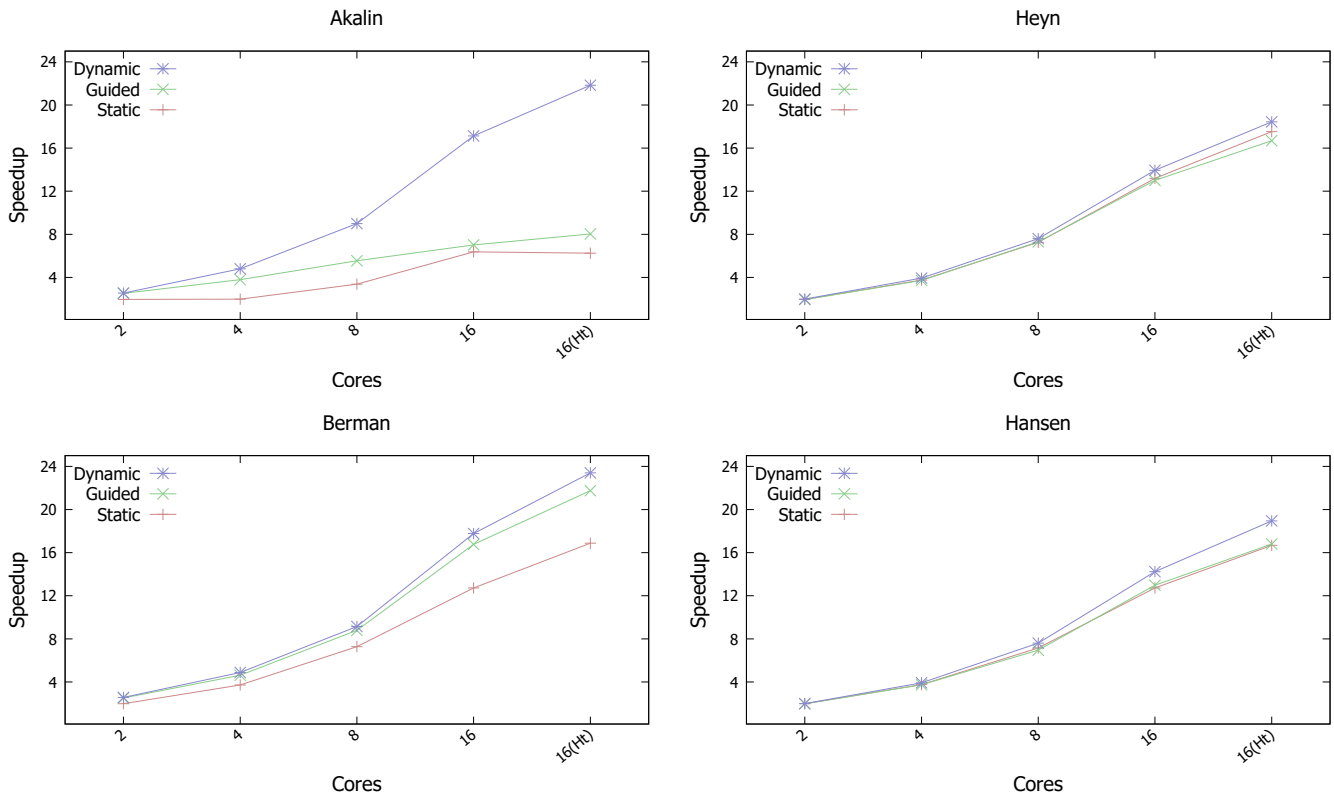 Akalin
24
20
16
12
8
4
Speedup
Dynamic
Guided
Static
2
4
8
16
16(Ht)
Cores
Heyn
24
20
16
12
8
4
Speedup
Dynamic
Guided
Static
2
4
8
16
16(Ht)
Cores
Berman
24
20
16
12
8
4
Speedup
Dynamic
Guided
Static
2
4
8
16
16(Ht)
Cores
Hansen
24
20
16
12
8
4
Speedup
Dynamic
Guided
Static
2
4
8
16
16(Ht)
Cores